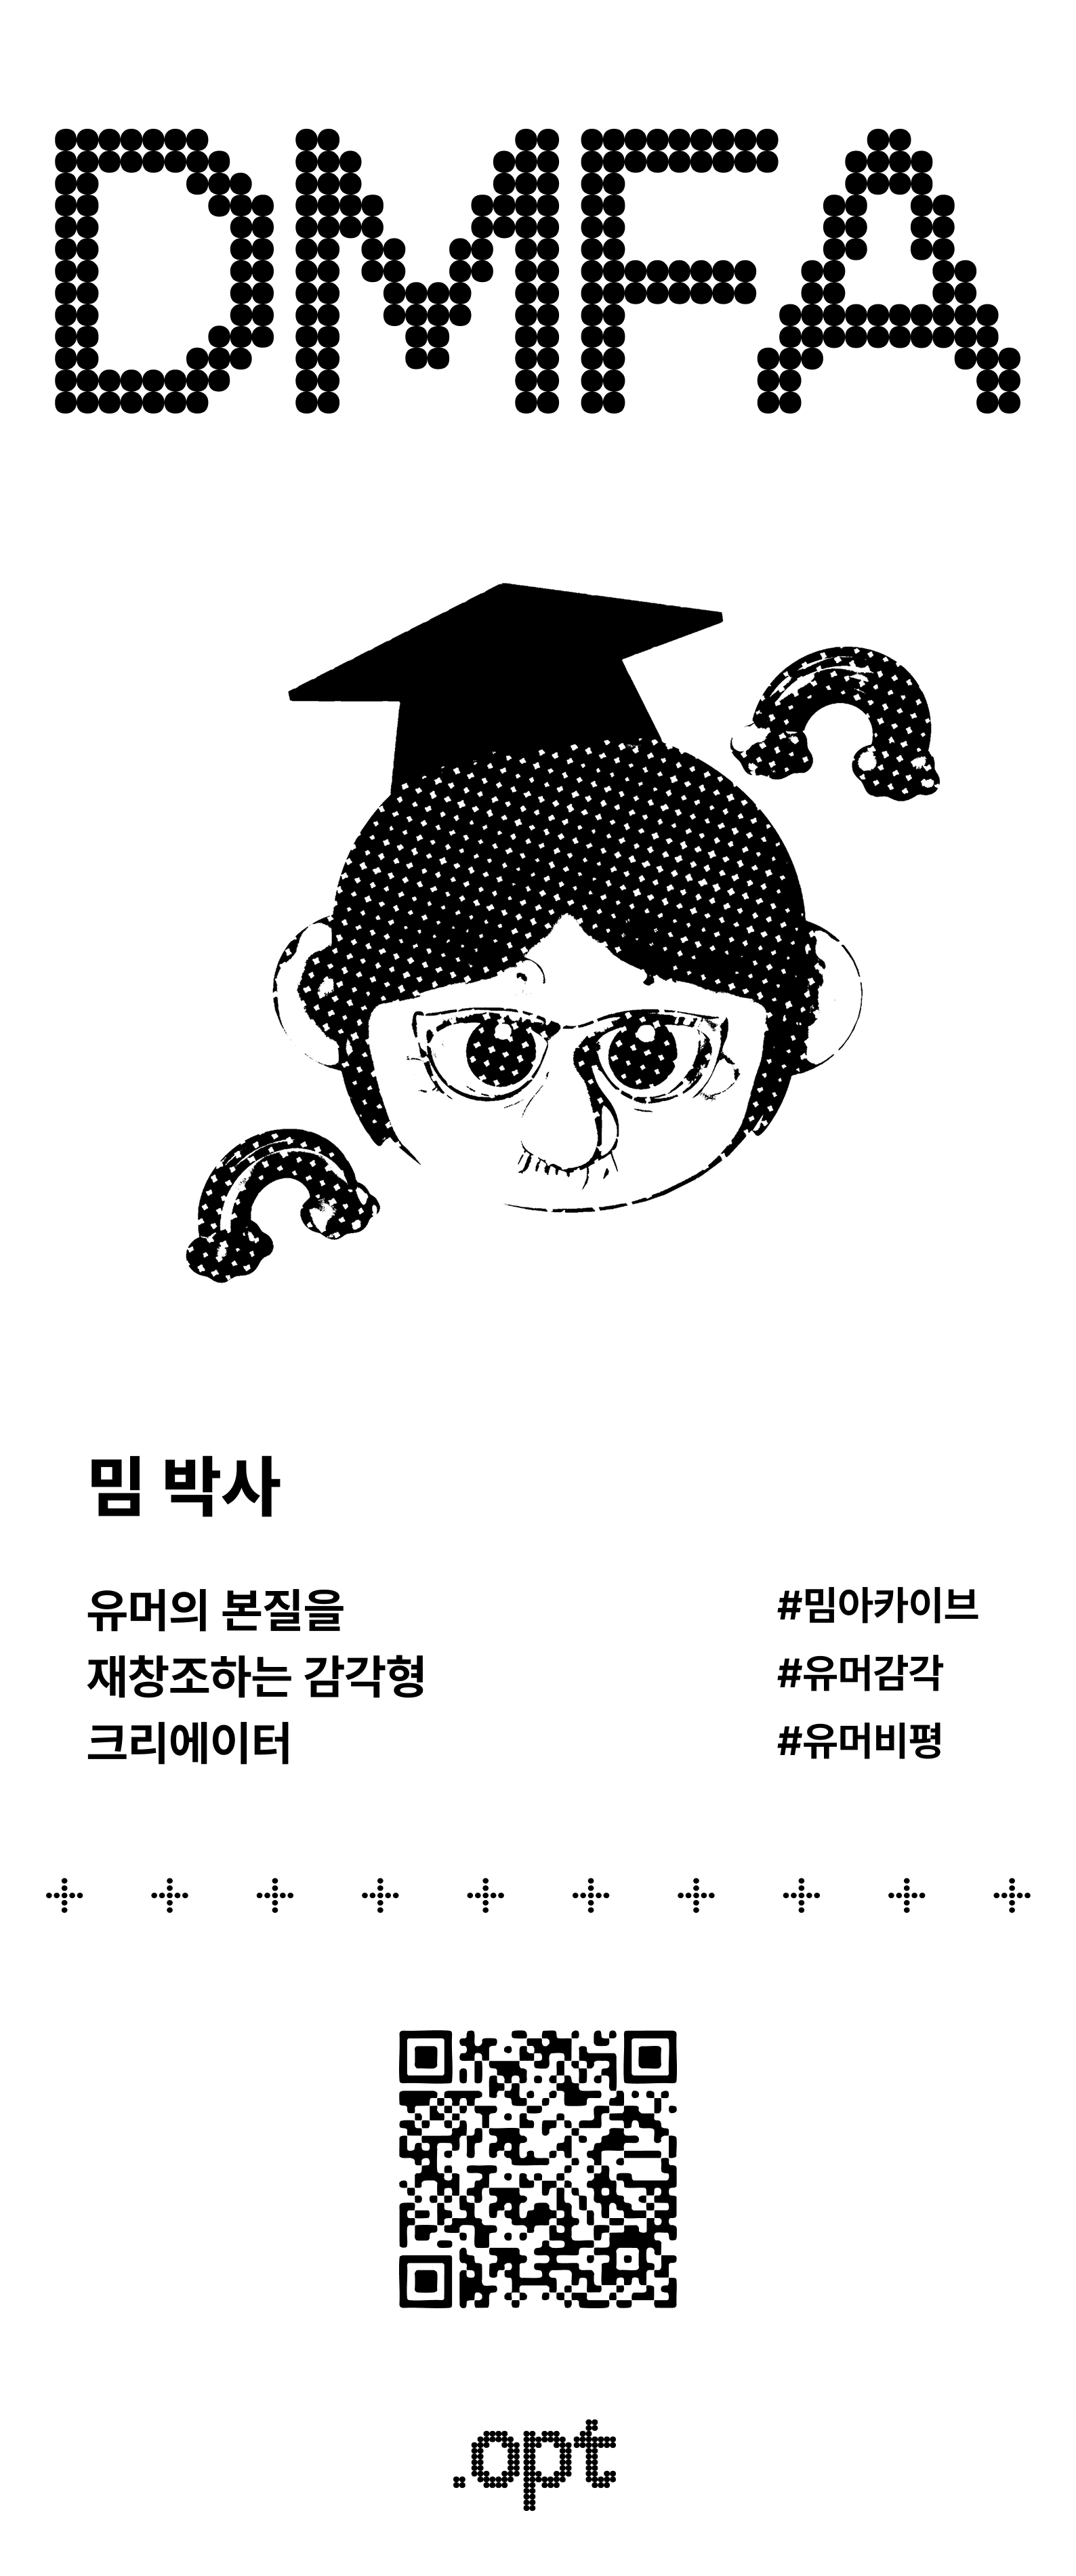 DMFA
밈 박사
유머의 본질을
재창조하는 감각형
크리에이터
#밈아카이브
#유머감각
#유머비평
.opt